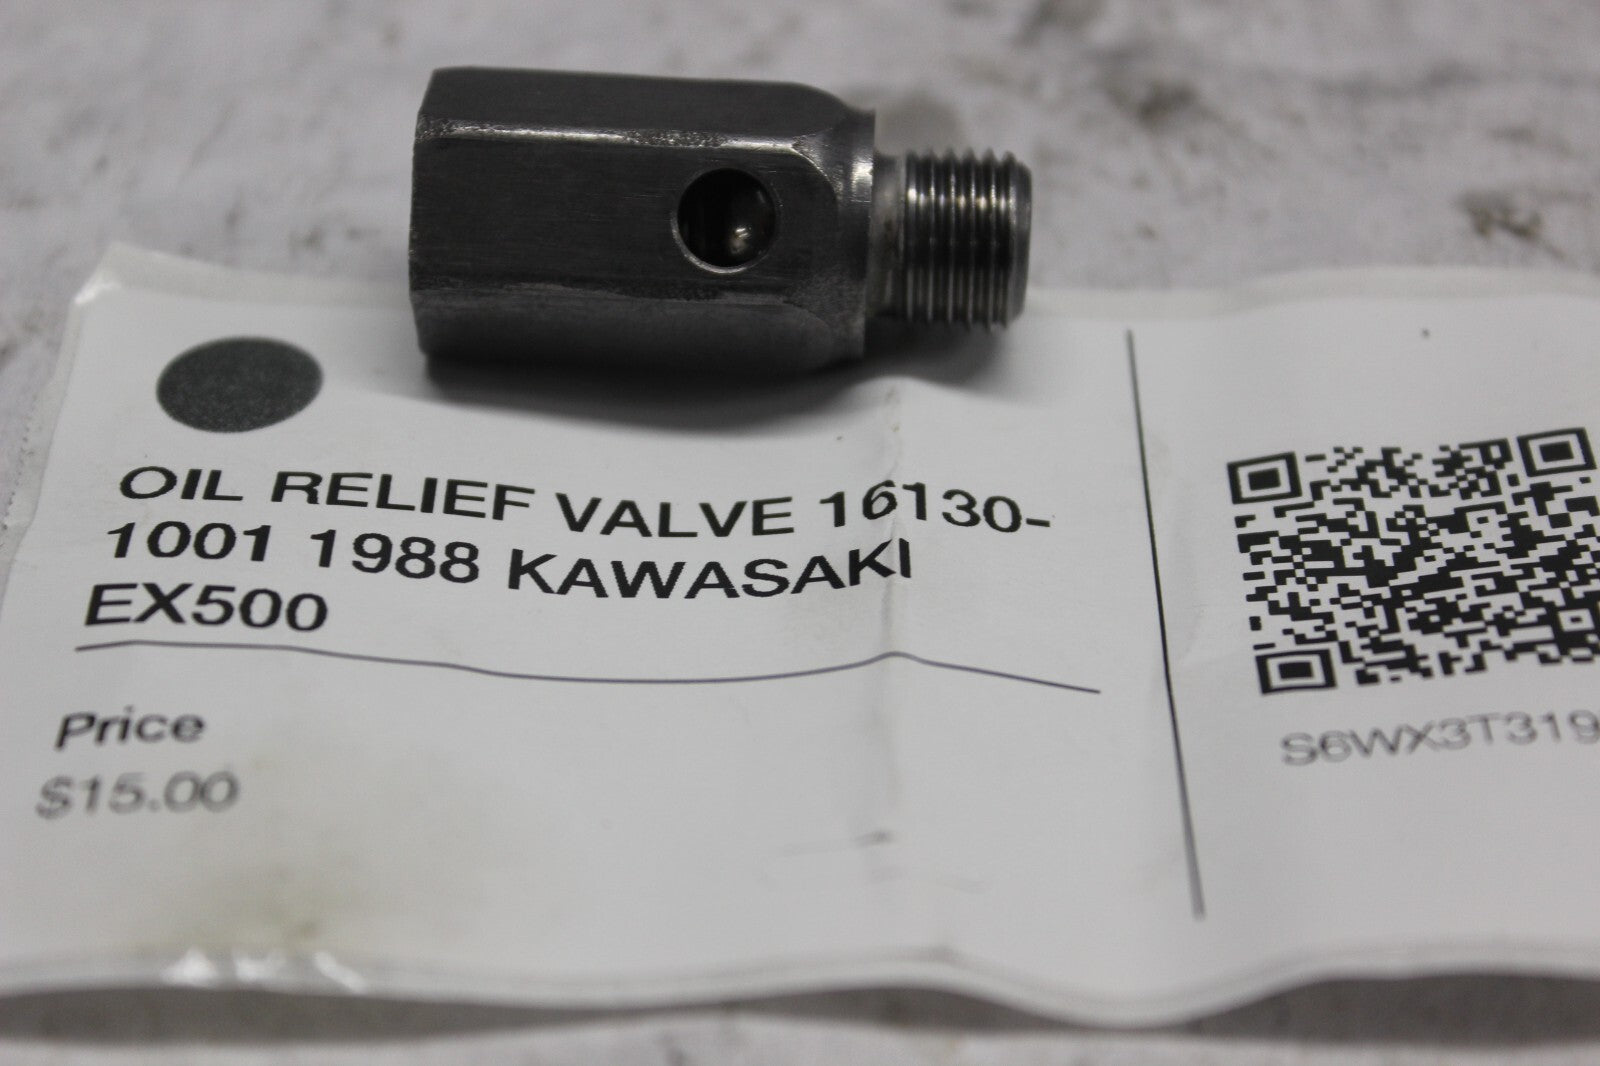 OIL RELIEF VALVE 16130-
1001 1988 KAWASAKI
EX500
Price
$15.00
S6WX3T319